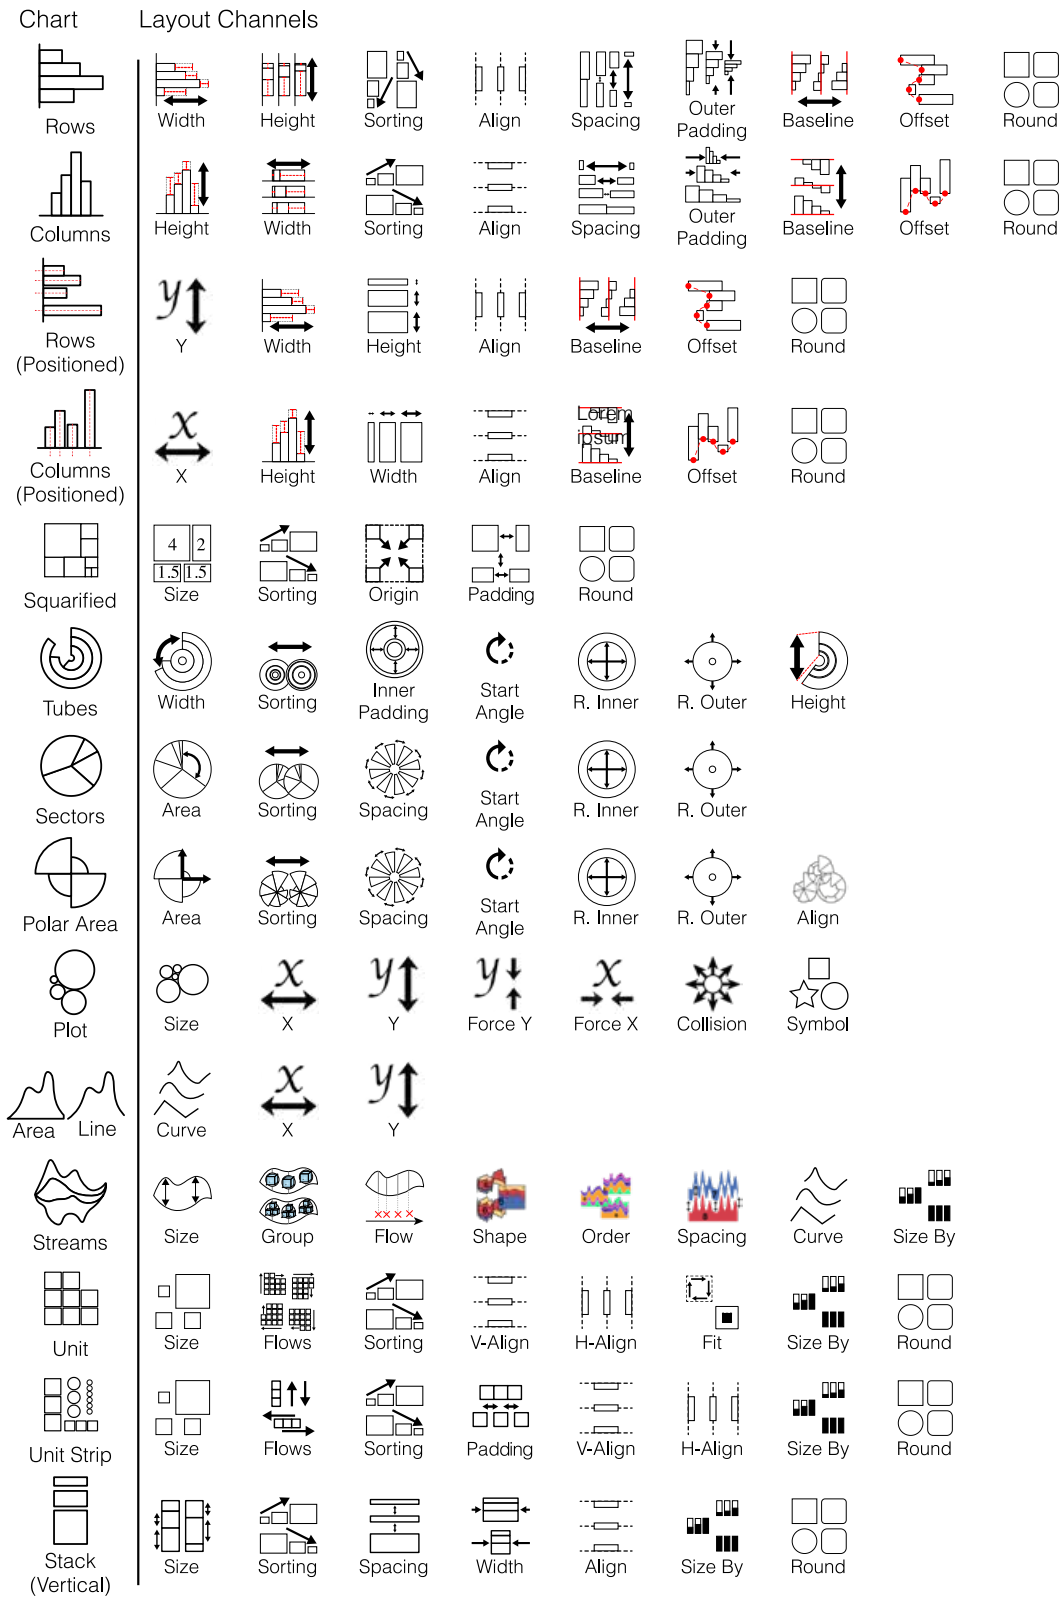 Chart Layout Channels
Rows Width Height Sorting Align Spacing Outer Padding Baseline Offset Round
Columns Height Width Sorting Align Spacing Outer Padding Baseline Offset Round
Rows (Positioned) y Y Width Height Align Baseline Offset Round
Columns (Positioned) x X Height Width Align Lorem ipsum Baseline Offset Round
Squarified 4 2 1.5 1.5 Size Sorting Origin Padding Round
Tubes Width Sorting Inner Padding Start Angle R. Inner R. Outer Height
Sectors Area Sorting Spacing Start Angle R. Inner R. Outer
Polar Area Area Sorting Spacing Start Angle R. Inner R. Outer Align
Plot Size x X y Y y Force Y x Force X Collision Symbol
Area Line Curve x X y Y
Streams Size Group Flow Shape Order Spacing Curve Size By
Unit Size Flows Sorting V-Align H-Align Fit Size By Round
Unit Strip Size Flows Sorting Padding V-Align H-Align Size By Round
Stack (Vertical) Size Sorting Spacing Width Align Size By Round